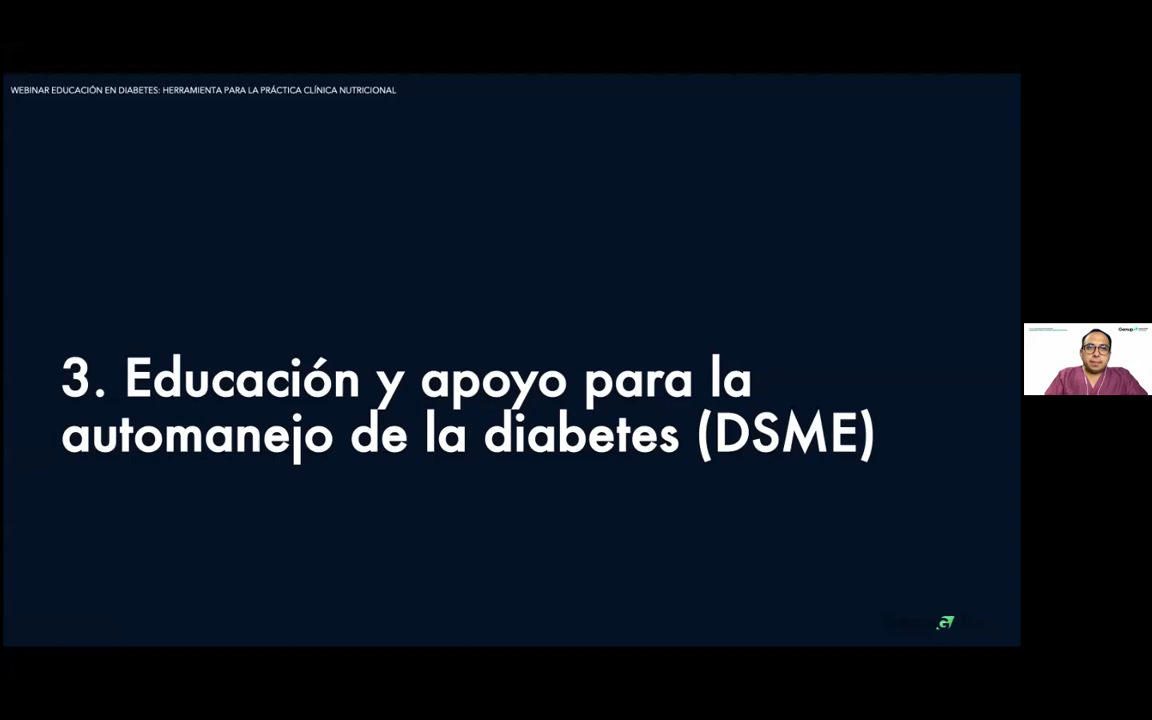 WEBINAR EDUCACIÓN EN DIABETES: HERRAMIENTA PARA LA PRÁCTICA CLÍNICA NUTRICIONAL
3. Educación y apoyo para la
automanejo de la diabetes (DSME)